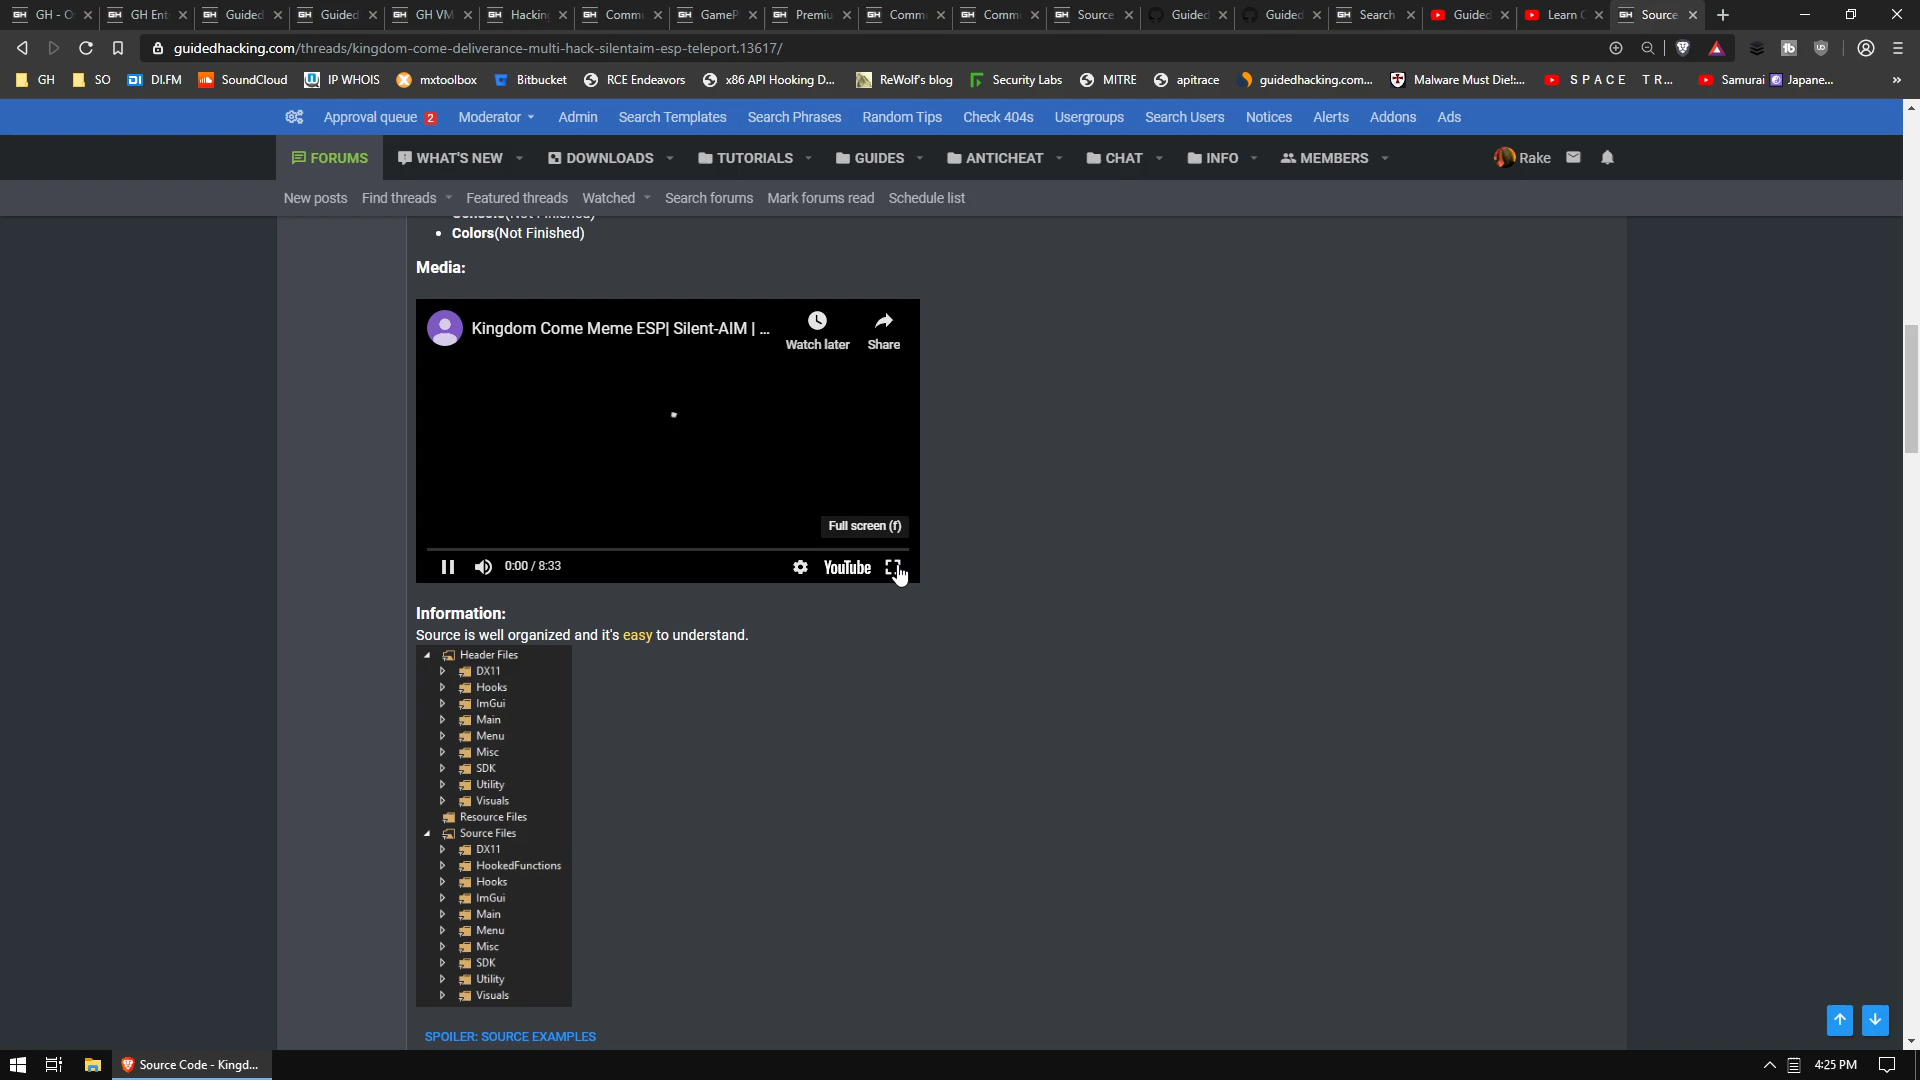 GH - O
GH Ent
Guided
Guided
GH VM
Hackin
Comm
GameP
Premiu
Comm
Comm
Source
Guided
Guided
Search
Guided
Learn
Source
guidedhacking.com/threads/kingdom-come-deliverance-multi-hack-silentaim-esp-teleport.13617/
GH
SO
DI.FM
SoundCloud
IP WHOIS
mxtoolbox
Bitbucket
RCE Endeavors
x86 API Hooking D...
ReWolf's blog
Security Labs
MITRE
apitrace
guidedhacking.com...
Malware Must Die!:...
S P A C E T R...
Samurai Japane...
Approval queue 2
Moderator
Admin
Search Templates
Search Phrases
Random Tips
Check 404s
Usergroups
Search Users
Notices
Alerts
Addons
Ads
FORUMS
WHAT'S NEW
DOWNLOADS
TUTORIALS
GUIDES
ANTICHEAT
CHAT
INFO
MEMBERS
Rake
New posts
Find threads
Featured threads
Watched
Search forums
Mark forums read
Schedule list
Colors(Not Finished)
Media:
Kingdom Come Meme ESP| Silent-AIM | ...
Watch later
Share
Full screen (f)
0:00 / 8:33
YouTube
Information:
Source is well organized and it's easy to understand.
Header Files
DX11
Hooks
ImGui
Main
Menu
Misc
SDK
Utility
Visuals
Resource Files
Source Files
DX11
HookedFunctions
Hooks
ImGui
Main
Menu
Misc
SDK
Utility
Visuals
SPOILER: SOURCE EXAMPLES
Source Code - Kingd...
4:25 PM